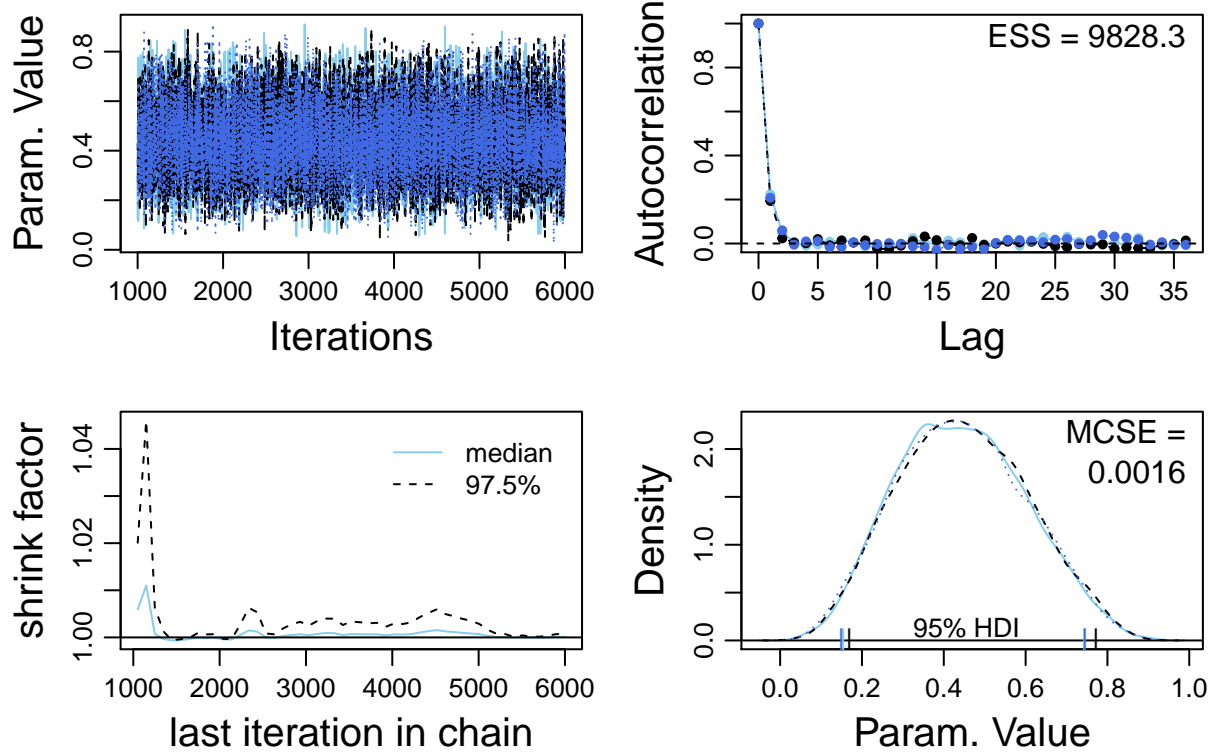 Param. Value
0.0 0.4 0.8
1000 2000 3000 4000 5000 6000
Iterations
Autocorrelation
0.0 0.4 0.8
ESS = 9828.3
0 5 10 15 20 25 30 35
Lag
shrink factor
1.00 1.02 1.04
median
97.5%
1000 2000 3000 4000 5000 6000
last iteration in chain
Density
0.0 1.0 2.0
MCSE =
0.0016
95% HDI
0.0 0.2 0.4 0.6 0.8 1.0
Param. Value